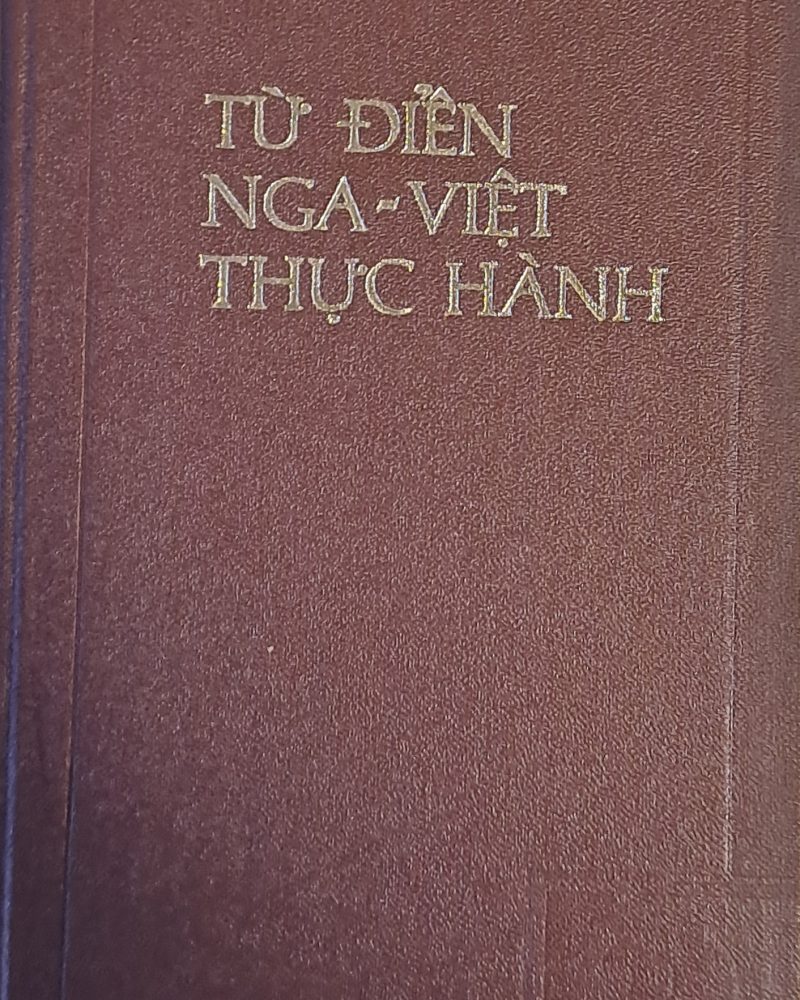 TỪ ĐIỂN
NGA-VIỆT
THỰC HÀNH